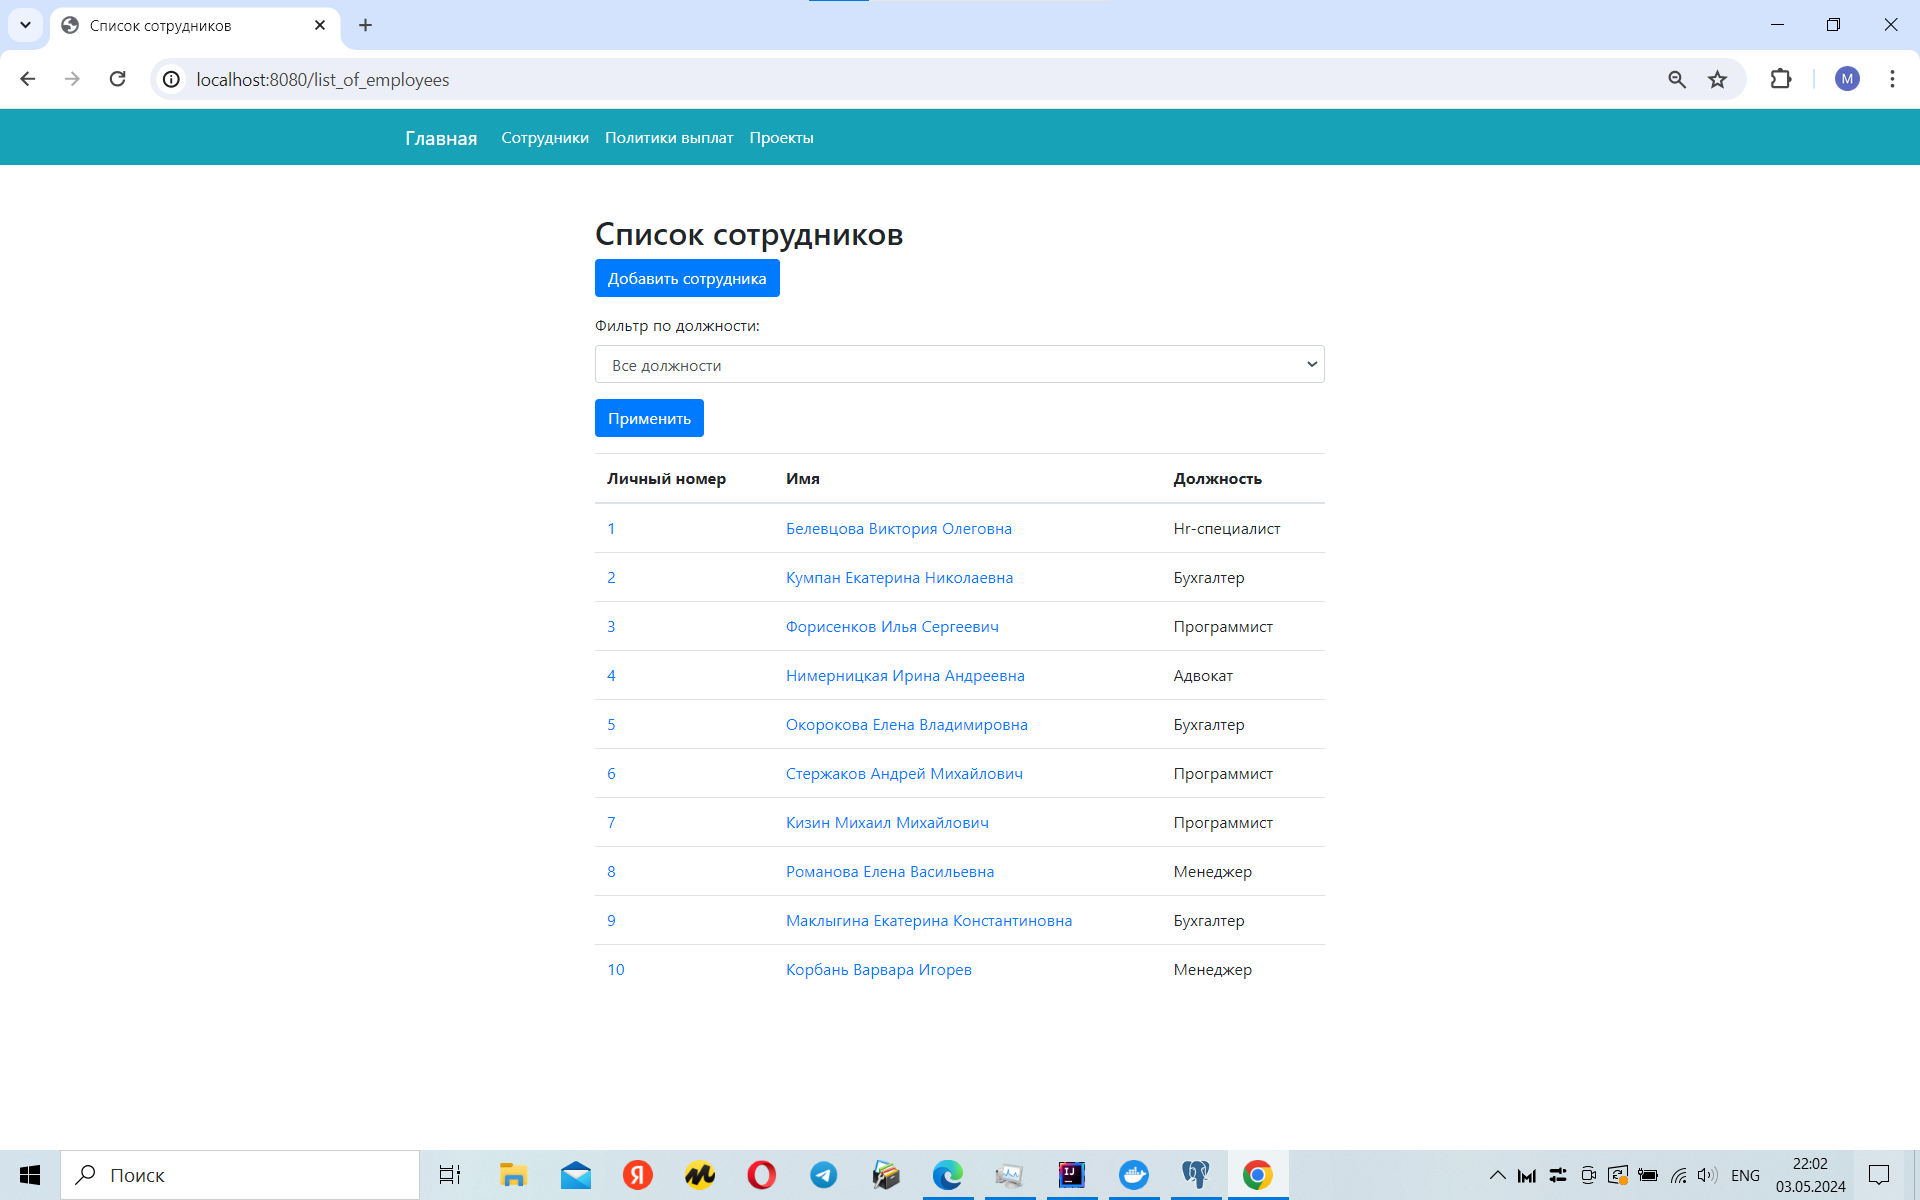 Список сотрудников
localhost:8080/list_of_employees
M
Главная Сотрудники Политики выплат Проекты
Список сотрудников
Добавить сотрудника
Фильтр по должности:
Все должности
Применить
Личный номер Имя Должность
1 Белевцова Виктория Олеговна Hr-специалист
2 Кумпан Екатерина Николаевна Бухгалтер
3 Форисенков Илья Сергеевич Программист
4 Нимерницкая Ирина Андреевна Адвокат
5 Окорокова Елена Владимировна Бухгалтер
6 Стержаков Андрей Михайлович Программист
7 Кизин Михаил Михайлович Программист
8 Романова Елена Васильевна Менеджер
9 Маклыгина Екатерина Константиновна Бухгалтер
10 Корбань Варвара Игорев Менеджер
Поиск
ENG
22:02
03.05.2024